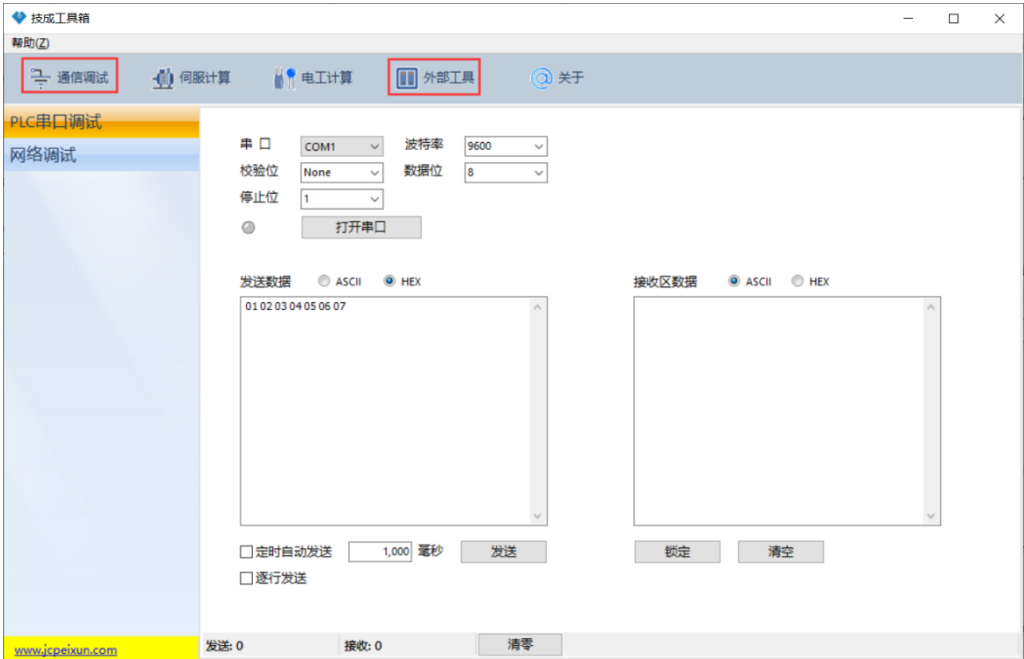 技成工具箱
帮助(Z)
通信调试 伺服计算 电工计算 外部工具 关于
PLC串口调试
网络调试
串 口 COM1 波特率 9600
校验位 None 数据位 8
停止位 1
打开串口
发送数据 ASCII HEX 接收区数据 ASCII HEX
01 02 03 04 05 06 07
定时自动发送 1,000 毫秒 发送 锁定 清空
逐行发送
www.jcpeixun.com 发送: 0 接收: 0 清零